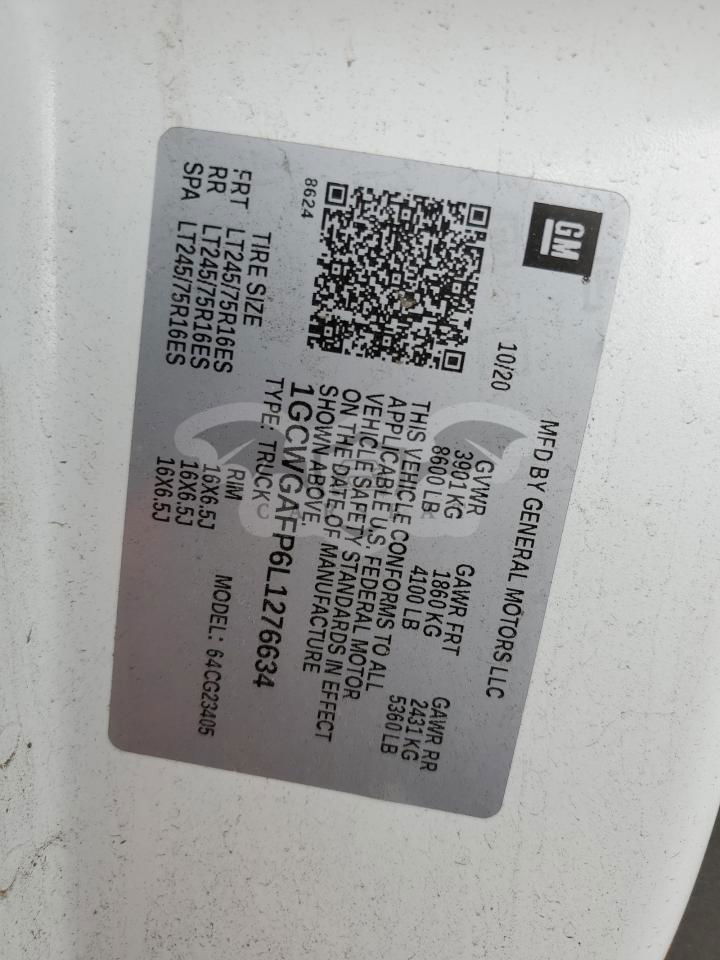 GM
MFD BY GENERAL MOTORS LLC
10/20
GVWR GAWR FRT GAWR RR
3901 KG 1860 KG 2431 KG
8600 LB 4100 LB 5360 LB
THIS VEHICLE CONFORMS TO ALL
APPLICABLE U.S. FEDERAL MOTOR
VEHICLE SAFETY STANDARDS IN EFFECT
ON THE DATE OF MANUFACTURE
SHOWN ABOVE.
1GCWGAFP6L1276634
TYPE: TRUCK MODEL: 64CG23405
8624
TIRE SIZE RIM
FRT LT245/75R16ES 16X6.5J
RR LT245/75R16ES 16X6.5J
SPA LT245/75R16ES 16X6.5J